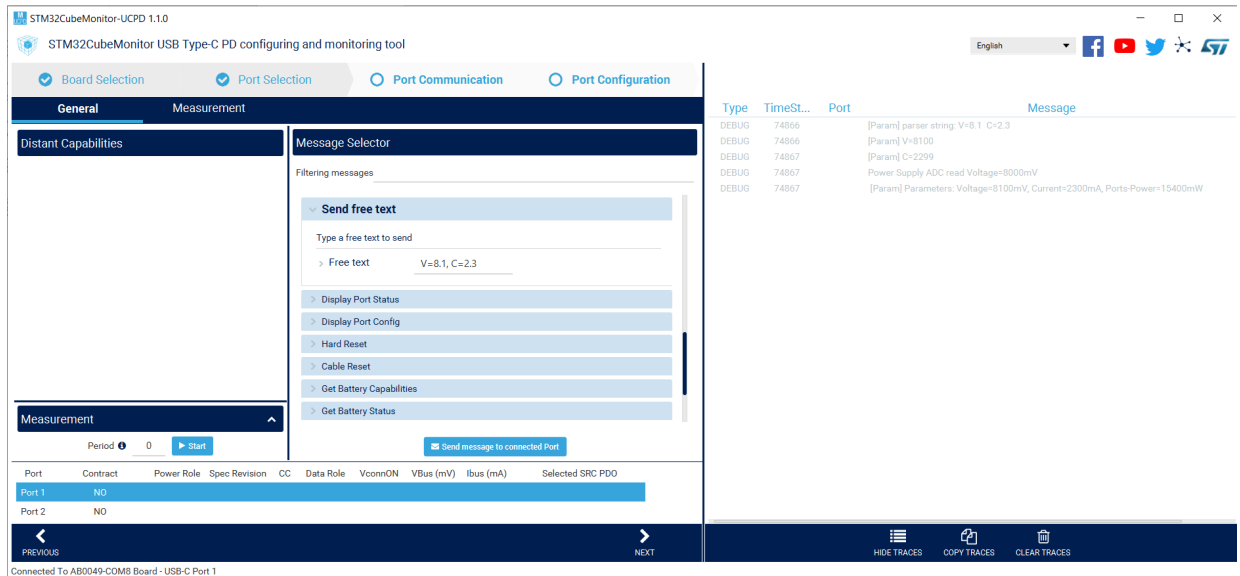 STM32CubeMonitor-UCPD 1.1.0
STM32CubeMonitor USB Type-C PD configuring and monitoring tool
English
Board Selection
Port Selection
Port Communication
Port Configuration
General
Measurement
Distant Capabilities
Message Selector
Filtering messages
Send free text
Type a free text to send
Free text
V=8.1, C=2.3
Display Port Status
Display Port Config
Hard Reset
Cable Reset
Get Battery Capabilities
Get Battery Status
Send message to connected Port
Measurement
Period 0 Start
Port Contract Power Role Spec Revision CC Data Role VconnON VBus (mV) Ibus (mA) Selected SRC PDO
Port 1 NO
Port 2 NO
PREVIOUS
NEXT
Connected To AB0049-COM8 Board - USB-C Port 1
Type TimeSt... Port Message
DEBUG 74866 [Param] parser string: V=8.1 C=2.3
DEBUG 74866 [Param] V=8100
DEBUG 74867 [Param] C=2299
DEBUG 74867 Power Supply ADC read Voltage=8000mV
DEBUG 74867 [Param] Parameters: Voltage=8100mV, Current=2300mA, Ports-Power=15400mW
HIDE TRACES
COPY TRACES
CLEAR TRACES